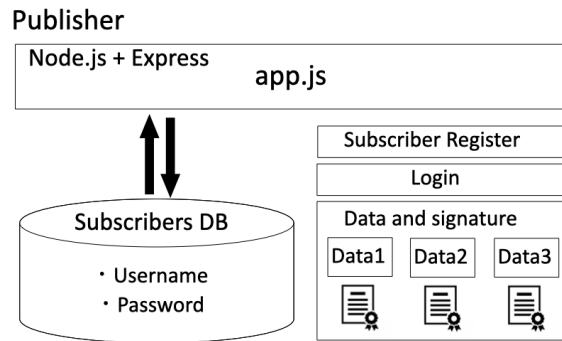 Publisher
Node.js + Express
app.js
Subscribers DB
・Username
・Password
Subscriber Register
Login
Data and signature
Data1 Data2 Data3